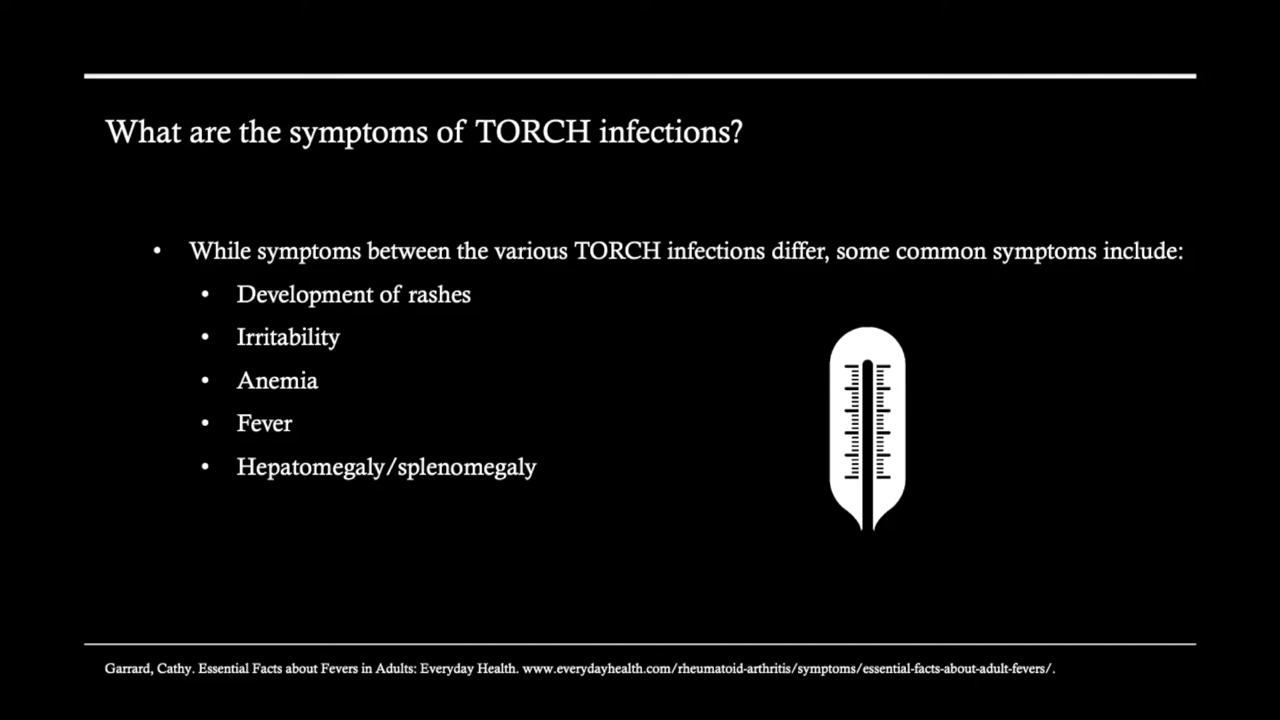 What are the symptoms of TORCH infections?
• While symptoms between the various TORCH infections differ, some common symptoms include:
• Development of rashes
• Irritability
• Anemia
• Fever
• Hepatomegaly/splenomegaly
Garrard, Cathy. Essential Facts about Fevers in Adults: Everyday Health. www.everydayhealth.com/rheumatoid-arthritis/symptoms/essential-facts-about-adult-fevers/.